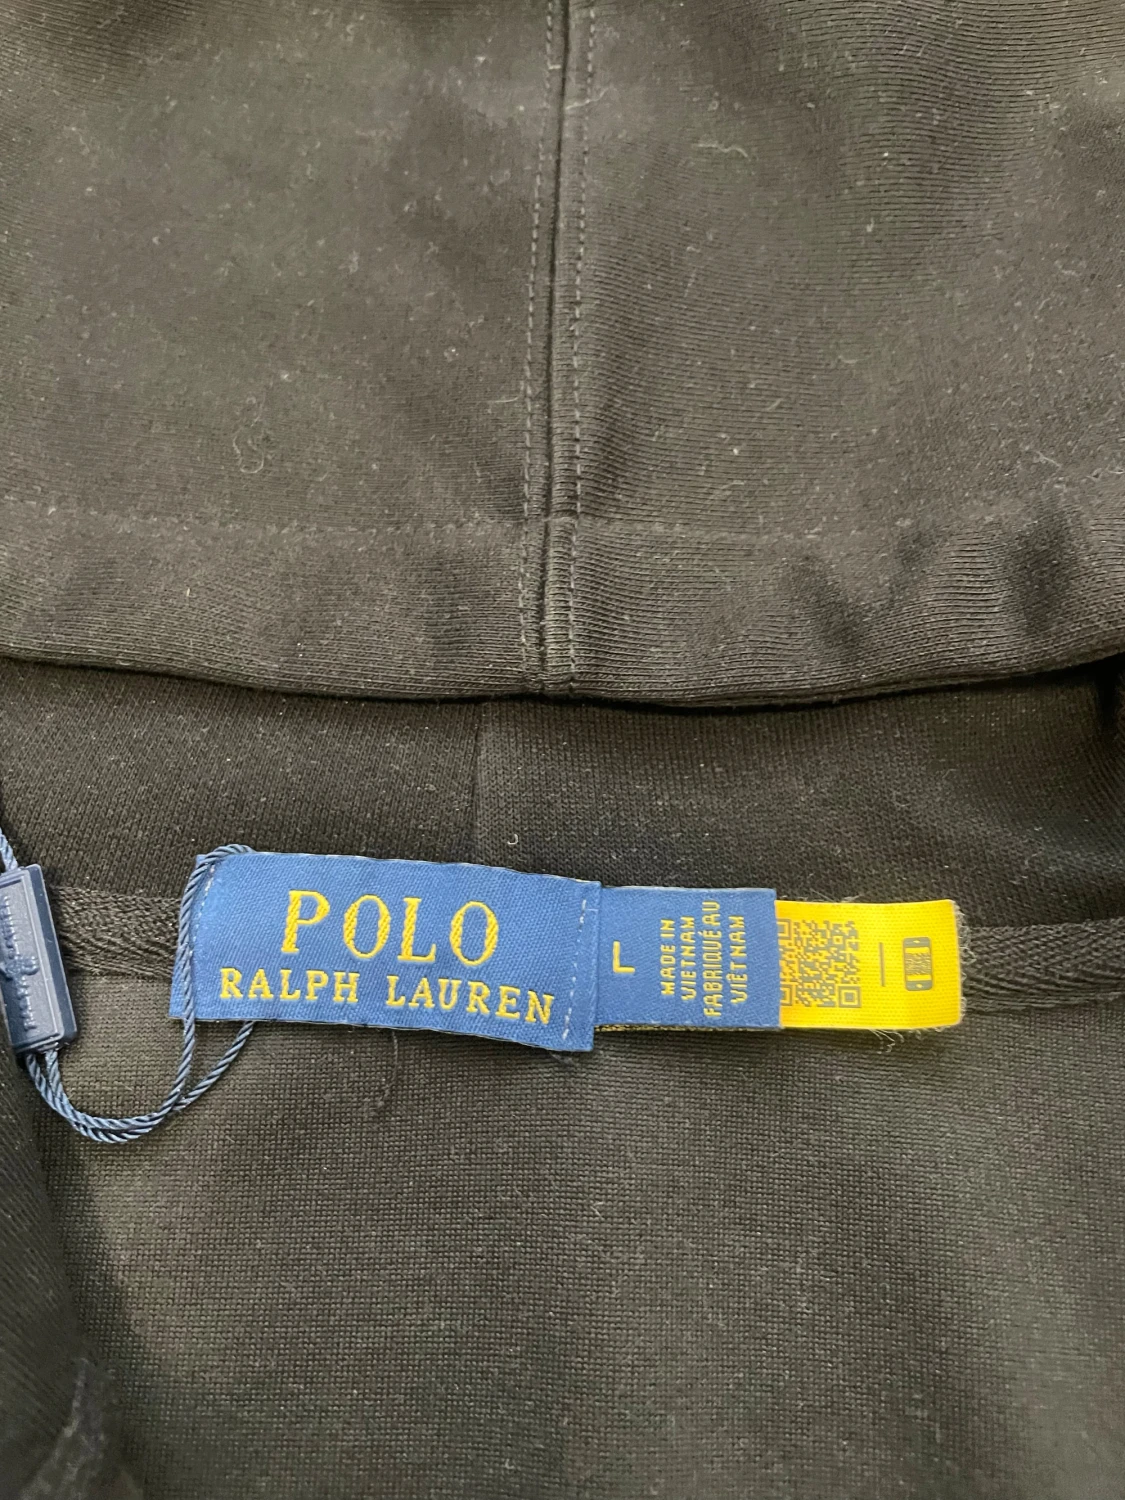 POLO
RALPH LAUREN
L
MADE IN
VIETNAM
FABRIQUÉ AU
VIÊT NAM